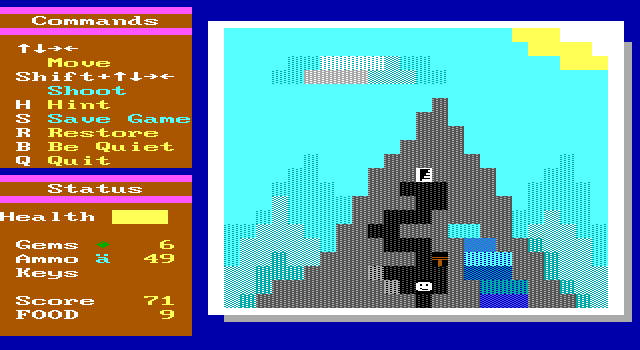 Commands
↑↓→←
Move
Shift+↑↓→←
Shoot
H Hint
S Save Game
R Restore
B Be Quiet
Q Quit
Status
Health
Gems ♦ 6
Ammo ä 49
Keys
Score 71
FOOD 9